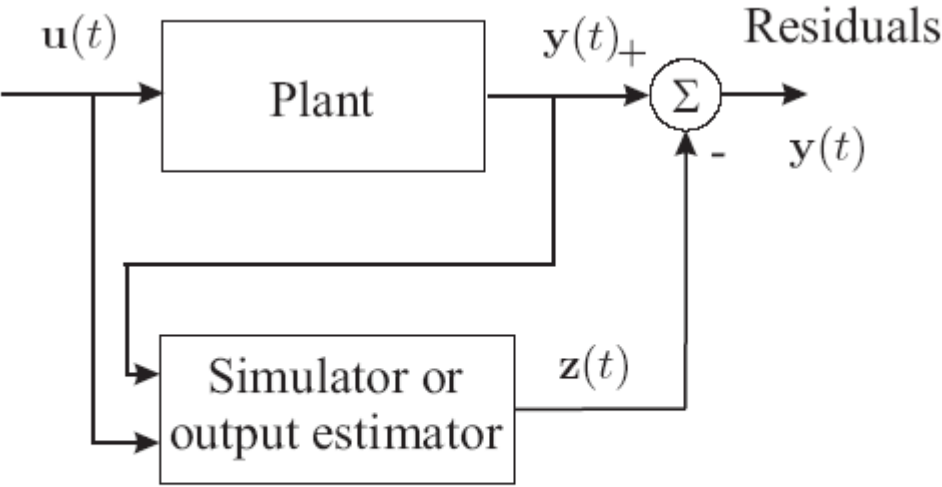 Residuals
u(t)
y(t)
+
Plant
Σ
-
y(t)
Simulator or
output estimator
z(t)